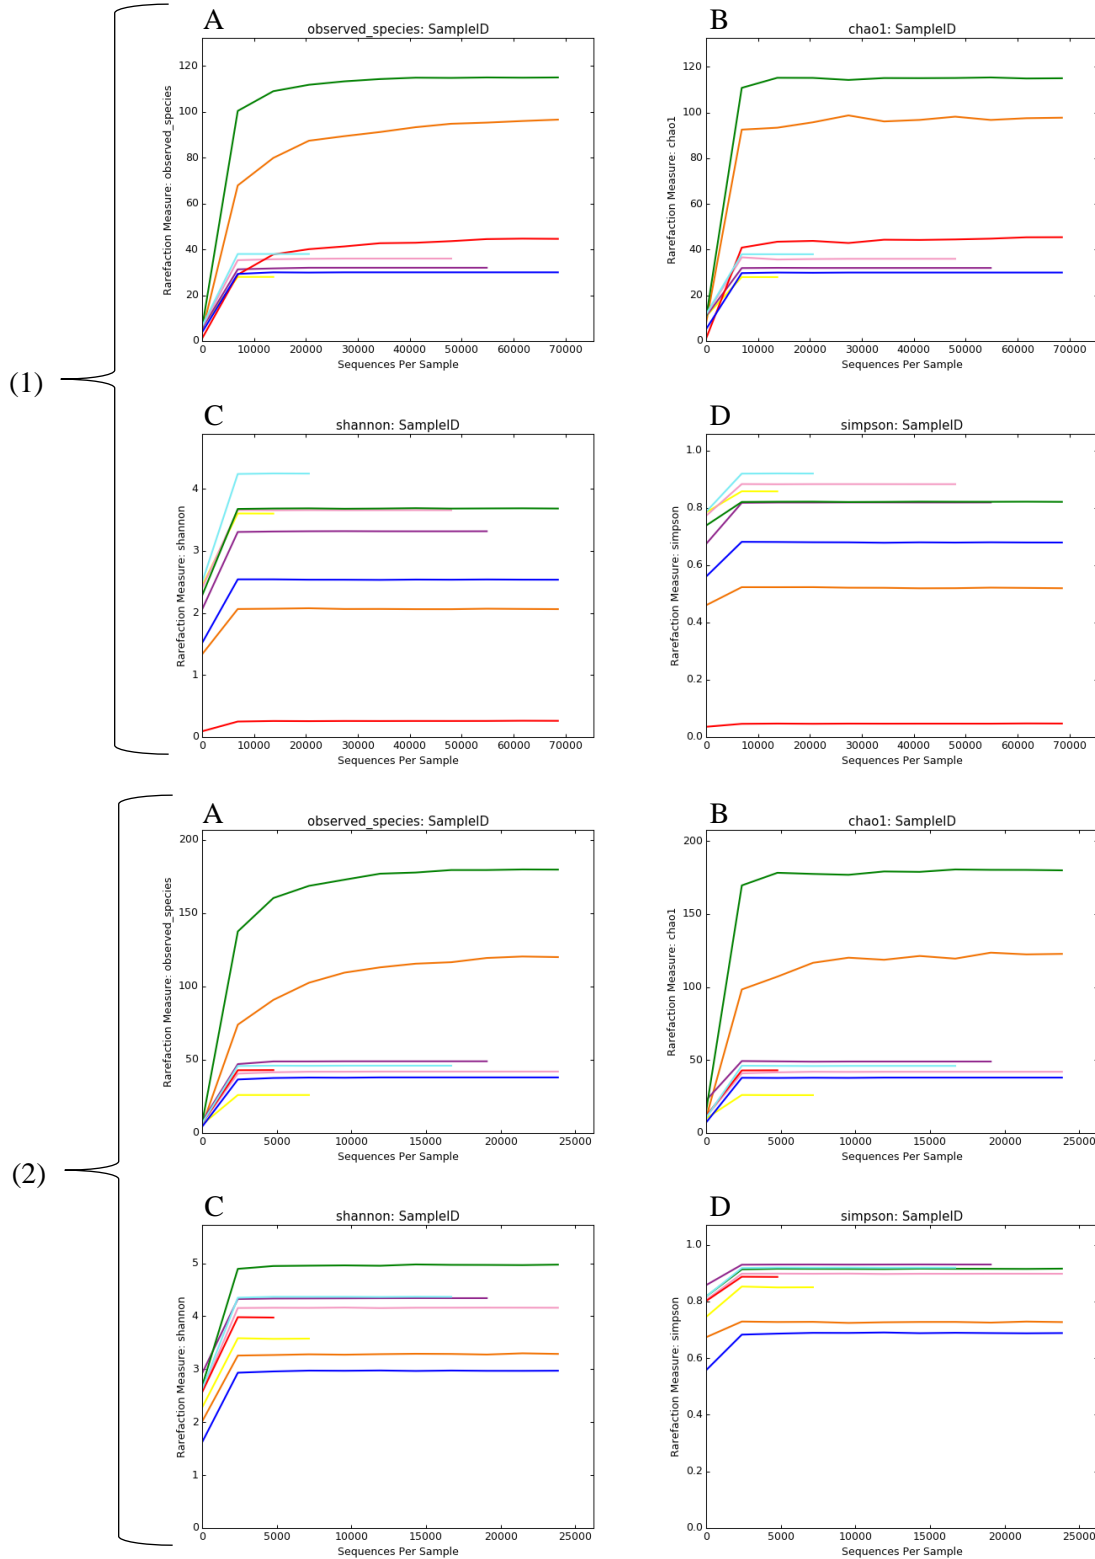 A
observed_species: SampleID
120
100
80
60
40
20
0
Rarefaction Measure: observed_species
0 10000 20000 30000 40000 50000 60000 70000
Sequences Per Sample
B
chao1: SampleID
120
100
80
60
40
20
0
Rarefaction Measure: chao1
0 10000 20000 30000 40000 50000 60000 70000
Sequences Per Sample
(1)
C
shannon: SampleID
4
3
2
1
0
Rarefaction Measure: shannon
0 10000 20000 30000 40000 50000 60000 70000
Sequences Per Sample
D
simpson: SampleID
1.0
0.8
0.6
0.4
0.2
0.0
Rarefaction Measure: simpson
0 10000 20000 30000 40000 50000 60000 70000
Sequences Per Sample
A
observed_species: SampleID
200
150
100
50
0
Rarefaction Measure: observed_species
0 5000 10000 15000 20000 25000
Sequences Per Sample
B
chao1: SampleID
200
150
100
50
0
Rarefaction Measure: chao1
0 5000 10000 15000 20000 25000
Sequences Per Sample
(2)
C
shannon: SampleID
5
4
3
2
1
0
Rarefaction Measure: shannon
0 5000 10000 15000 20000 25000
Sequences Per Sample
D
simpson: SampleID
1.0
0.8
0.6
0.4
0.2
0.0
Rarefaction Measure: simpson
0 5000 10000 15000 20000 25000
Sequences Per Sample